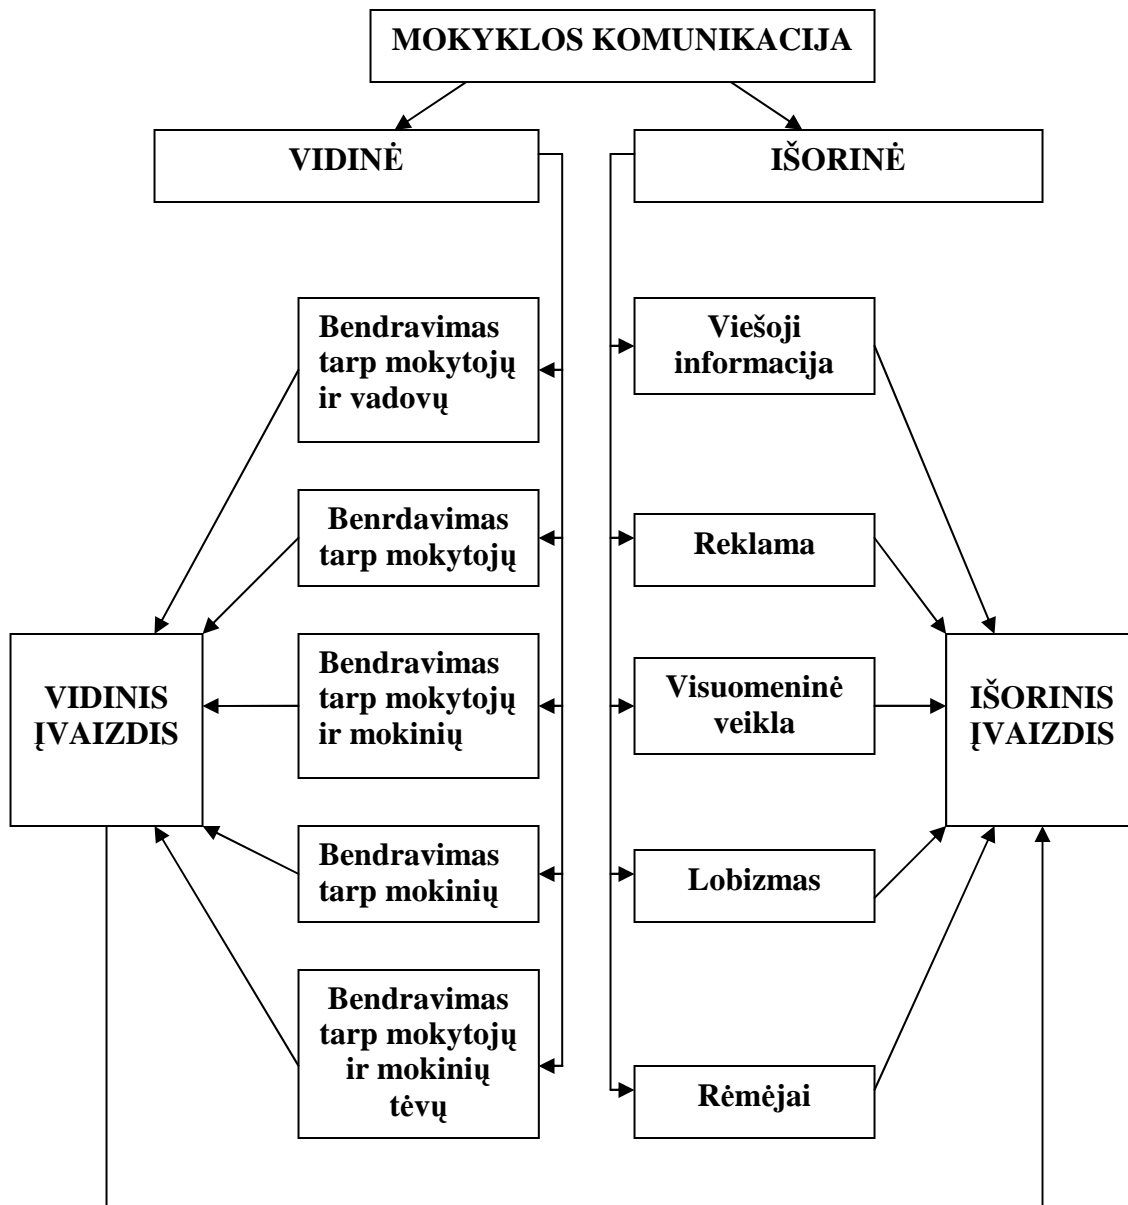 MOKYKLOS KOMUNIKACIJA
VIDINĖ
IŠORINĖ
Bendravimas
tarp mokytojų
ir vadovų
Viešoji
informacija
Benrdavimas
tarp mokytojų
Reklama
VIDINIS
ĮVAIZDIS
Bendravimas
tarp mokytojų
ir mokinių
Visuomeninė
veikla
IŠORINIS
ĮVAIZDIS
Bendravimas
tarp mokinių
Lobizmas
Bendravimas
tarp mokytojų
ir mokinių
tėvų
Rėmėjai